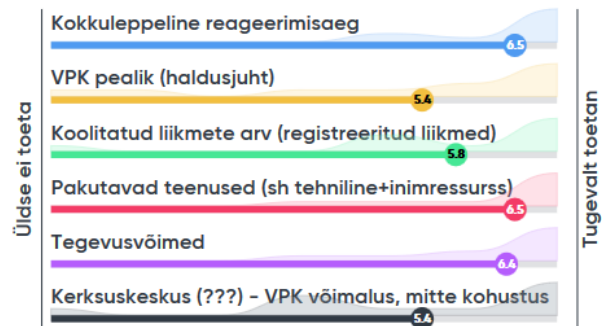 Kokkuleppeline reageerimisaeg
6.5
VPK pealik (haldusjuht)
5.4
Koolitatud liikmete arv (registreeritud liikmed)
5.8
Pakutavad teenused (sh tehniline+inimressurss)
6.5
Tegevusvõimed
6.4
Kerksuskeskus (???) - VPK võimalus, mitte kohustus
5.4
Üldse ei toeta
Tugevalt toetan